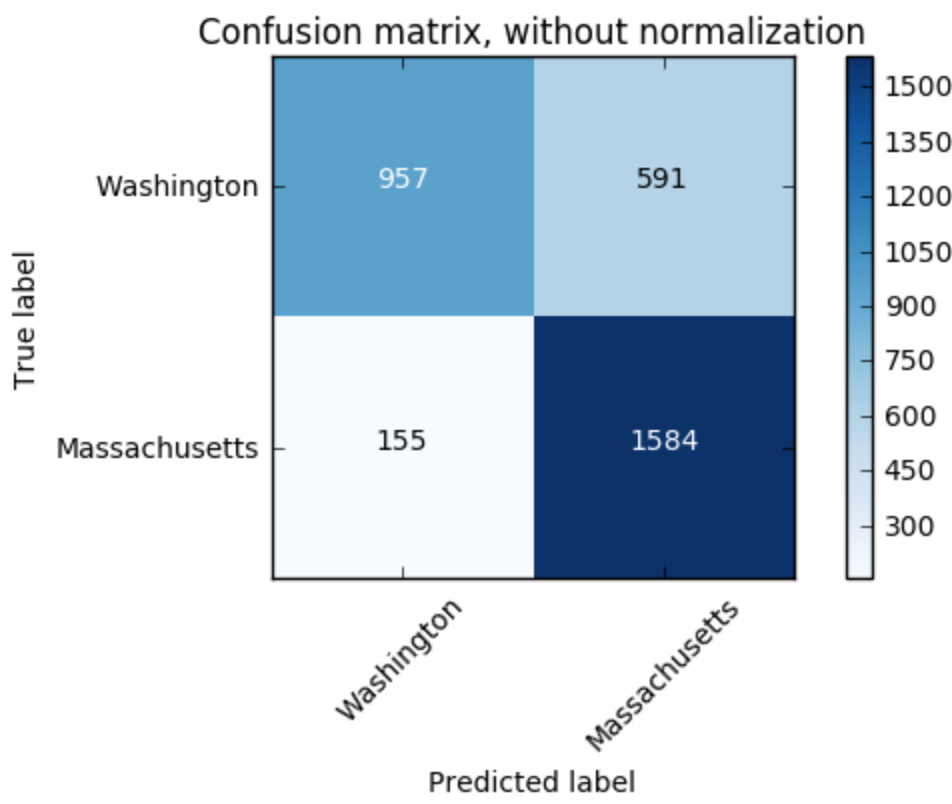 Confusion matrix, without normalization
True label
Washington
Massachusetts
957 591
155 1584
Washington
Massachusetts
Predicted label
1500
1350
1200
1050
900
750
600
450
300